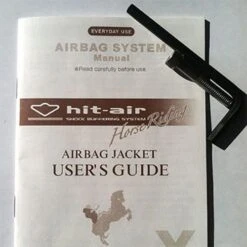 EVERYDAY USE
AIRBAG SYSTEM
Manual
Read carefully before use.
hit-air
SHOCK BUFFERING SYSTEM
Horse Riding
AIRBAG JACKET
USER'S GUIDE